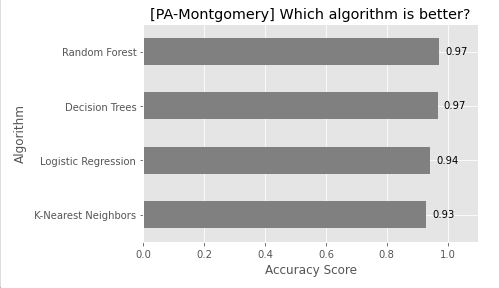 [PA-Montgomery] Which algorithm is better?
Random Forest
0.97
Decision Trees
0.97
Logistic Regression
0.94
K-Nearest Neighbors
0.93
Algorithm
0.0 0.2 0.4 0.6 0.8 1.0
Accuracy Score